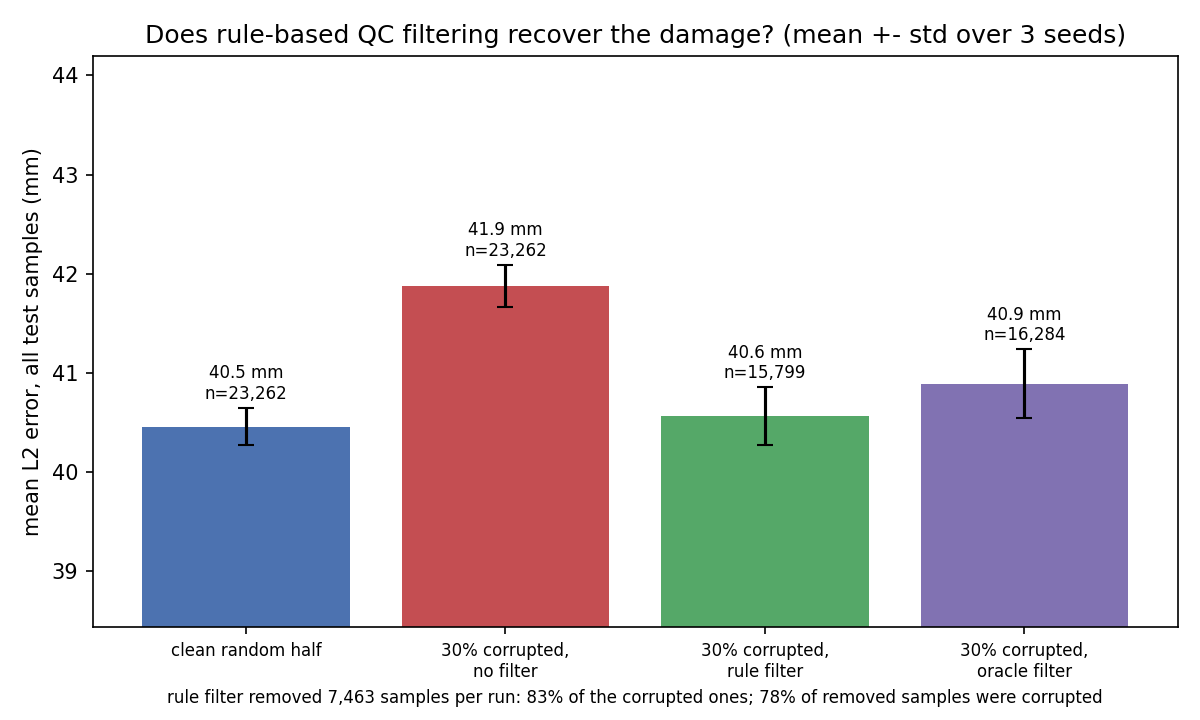 Does rule-based QC filtering recover the damage? (mean +- std over 3 seeds)
mean L2 error, all test samples (mm)
44
43
42
41
40
39
40.5 mm
n=23,262
41.9 mm
n=23,262
40.6 mm
n=15,799
40.9 mm
n=16,284
clean random half
30% corrupted,
no filter
30% corrupted,
rule filter
30% corrupted,
oracle filter
rule filter removed 7,463 samples per run: 83% of the corrupted ones; 78% of removed samples were corrupted